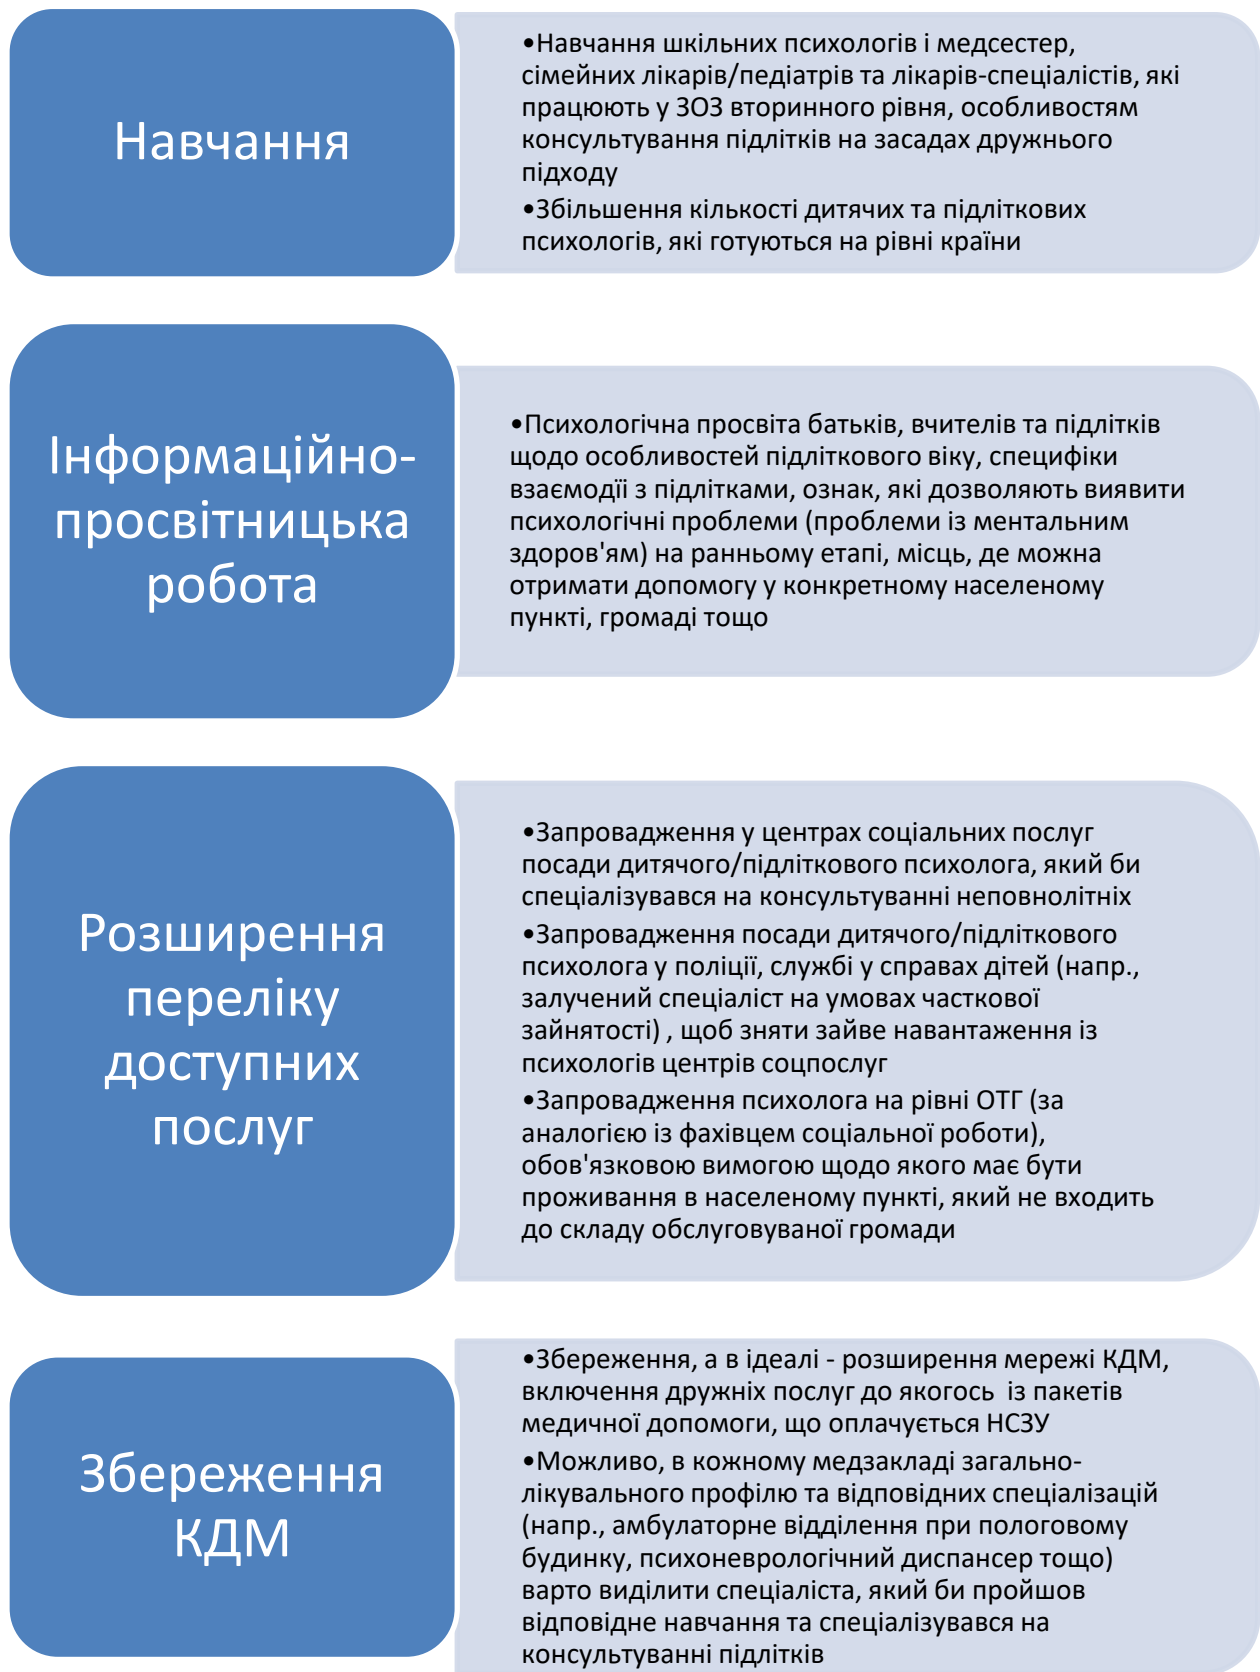 Навчання
•Навчання шкільних психологів і медсестер,
сімейних лікарів/педіатрів та лікарів-спеціалістів, які
працюють у ЗОЗ вторинного рівня, особливостям
консультування підлітків на засадах дружнього
підходу
•Збільшення кількості дитячих та підліткових
психологів, які готуються на рівні країни
Інформаційно-
просвітницька
робота
•Психологічна просвіта батьків, вчителів та підлітків
щодо особливостей підліткового віку, специфіки
взаємодїі з підлітками, ознак, які дозволяють виявити
психологічні проблеми (проблеми із ментальним
здоров'ям) на ранньому етапі, місць, де можна
отримати допомогу у конкретному населеному
пункті, громаді тощо
Розширення
переліку
доступних
послуг
•Запровадження у центрах соціальних послуг
посади дитячого/підліткового психолога, який би
спеціалізувався на консультуванні неповнолітніх
•Запровадження посади дитячого/підліткового
психолога у поліції, службі у справах дітей (напр.,
залучений спеціаліст на умовах часткової
зайнятості) , щоб зняти зайве навантаження із
психологів центрів соцпослуг
•Запровадження психолога на рівні ОТГ (за
аналогією із фахівцем соціальної роботи),
обов'язковою вимогою щодо якого має бути
проживання в населеному пункті, який не входить
до складу обслуговуваної громади
Збереження
КДМ
•Збереження, а в ідеалі - розширення мережі КДМ,
включення дружніх послуг до якогось  із пакетів
медичної допомоги, що оплачується НСЗУ
•Можливо, в кожному медзакладі загально-
лікувального профілю та відповідних спеціалізацій
(напр., амбулаторне відділення при пологовому
будинку, психоневрологічний диспансер тощо)
варто виділити спеціаліста, який би пройшов
відповідне навчання та спеціалізувався на
консультуванні підлітків